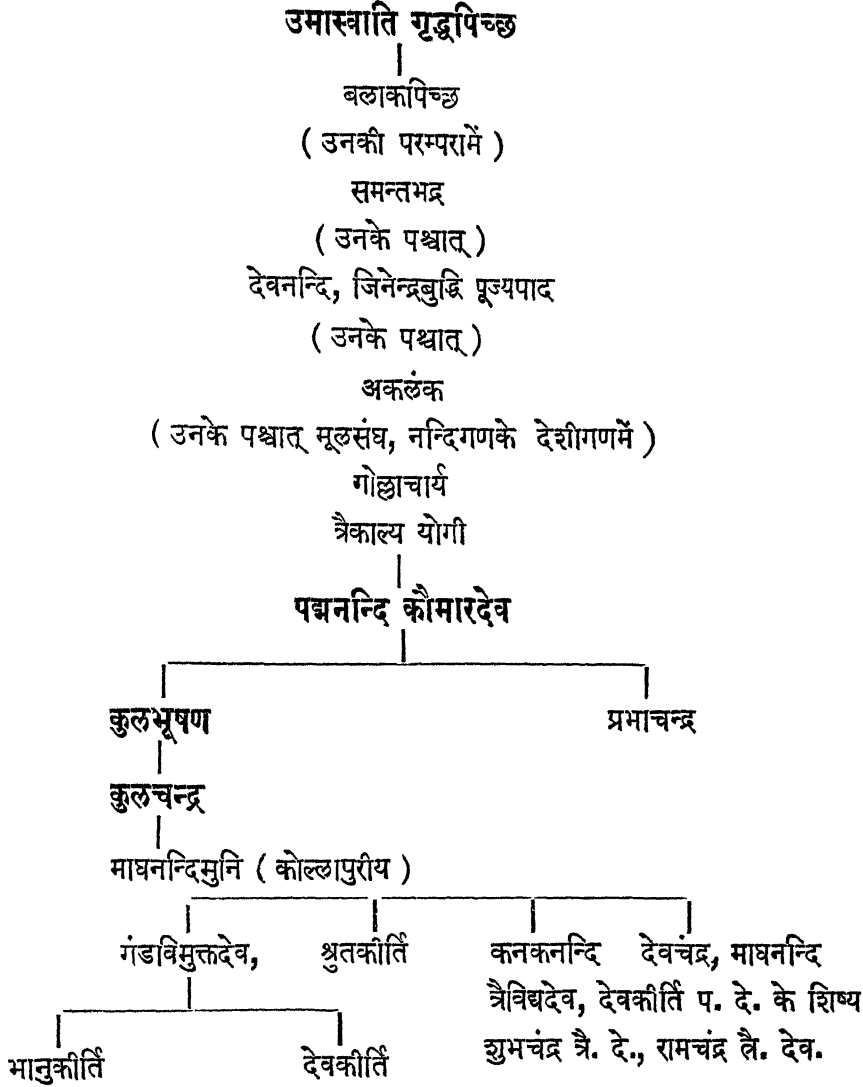 उमास्वाति गृद्धपिच्छ
बलाकपिच्छ
( उनकी परम्परामें )
समन्तभद्र
( उनके पश्चात् )
देवनन्दि, जिनेन्द्रबुद्धि पूज्यपाद
( उनके पश्चात् )
अकलंक
( उनके पश्चात् मूलसंघ, नन्दिगणके देशीगणमें )
गोल्लाचार्य
त्रैकाल्य योगी
पद्मनन्दि कौमारदेव
कुलभूषण प्रभाचन्द्र
कुलचन्द्र
माघनन्दिमुनि ( कोल्लापुरीय )
गंडविमुक्तदेव, श्रुतकीर्ति कनकनन्दि देवचंद्र, माघनन्दि
त्रैविद्यदेव, देवकीर्ति प. दे. के शिष्य
शुभचंद्र त्रै. दे., रामचंद्र त्रै. देव.
भानुकीर्ति देवकीर्ति